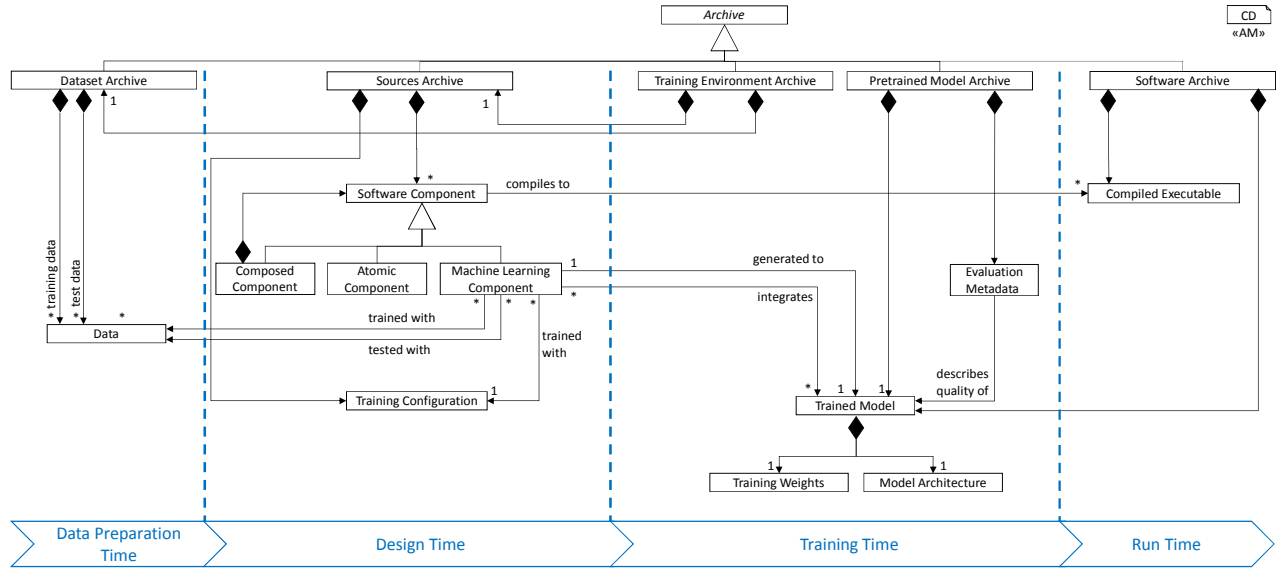 Archive
CD
«AM»
Dataset Archive
Sources Archive
Training Environment Archive
Pretrained Model Archive
Software Archive
1
1
*
Software Component
compiles to
*
Compiled Executable
training data
test data
Composed
Component
Atomic
Component
Machine Learning
Component
1
*
generated to
integrates
Evaluation
Metadata
*
*
*
*
*
*
Data
trained with
tested with
trained
with
describes
quality of
1
Training Configuration
*
1
1
Trained Model
1
1
Training Weights
Model Architecture
Data Preparation
Time
Design Time
Training Time
Run Time